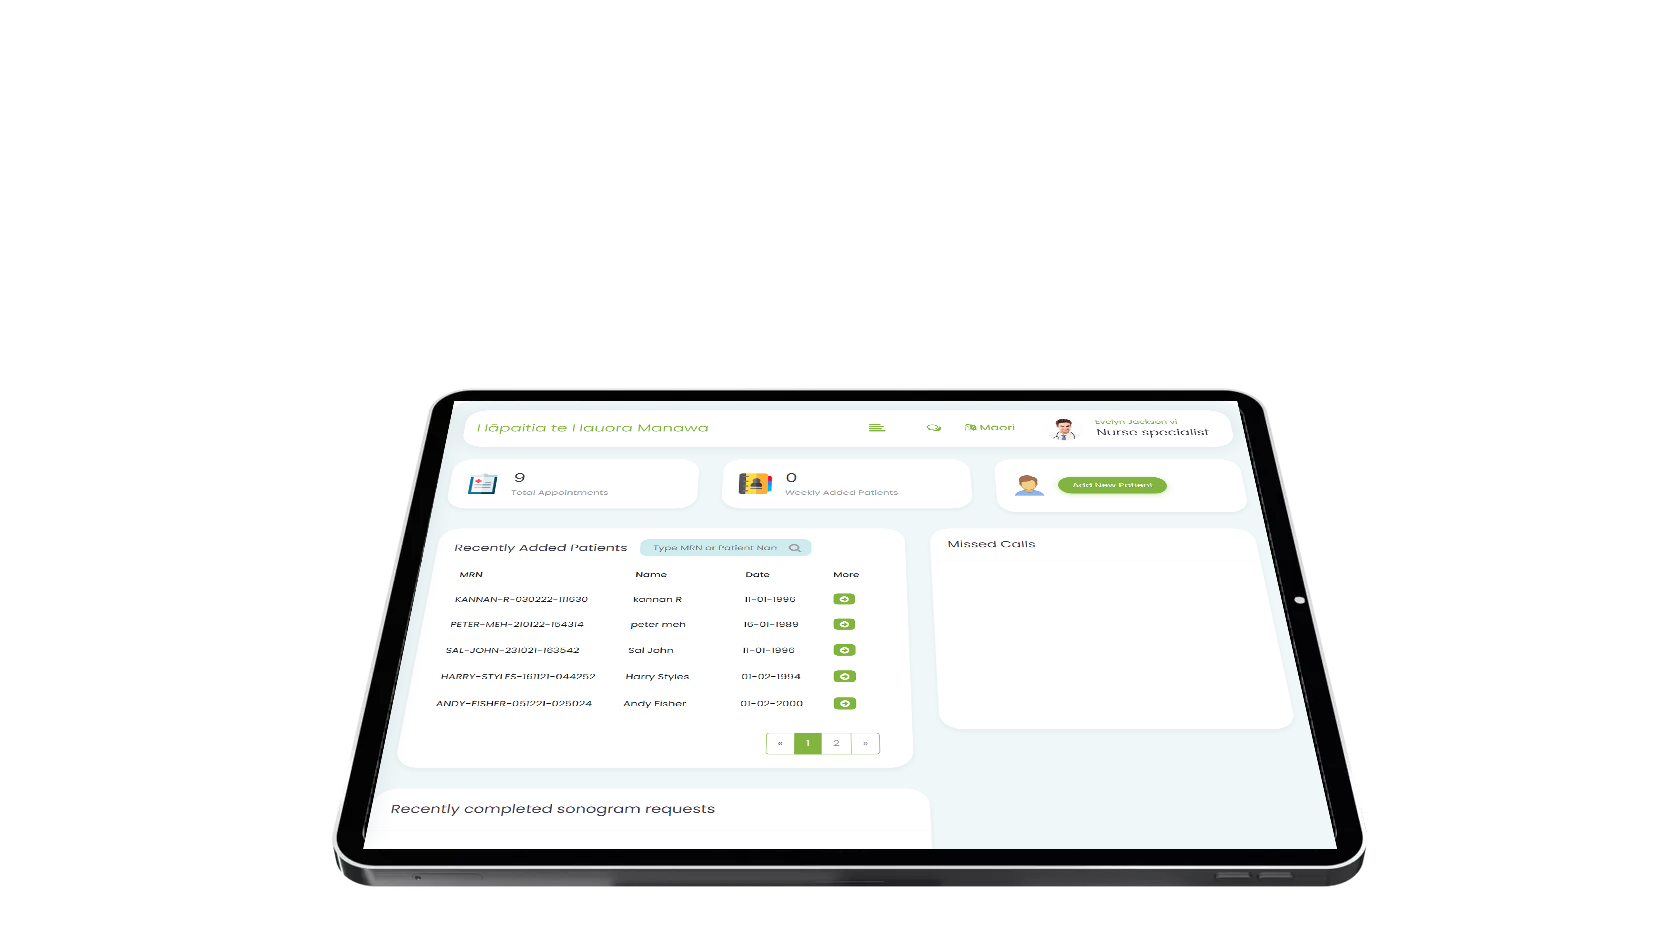 Hāpaitia te Hauora Manawa
Maori
Evelyn Jackson vi
Nurse specialist
9
Total Appointments
0
Weekly Added Patients
Add New Patient
Recently Added Patients
Type MRN or Patient Nan
Missed Calls
MRN Name Date More
KANNAN-R-030222-111630 kannan R 11-01-1996
PETER-MEH-210122-154314 peter meh 16-01-1989
SAL-JOHN-231021-163542 Sal John 11-01-1996
HARRY-STYLES-161121-044252 Harry Styles 01-02-1994
ANDY-FISHER-051221-025024 Andy Fisher 01-02-2000
« 1 2 »
Recently completed sonogram requests